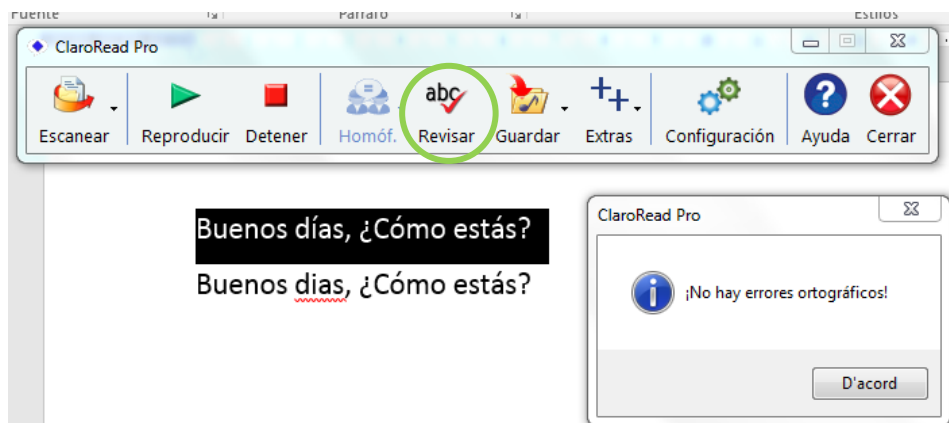 Fuente Párrafo Estilos
ClaroRead Pro
Escanear Reproducir Detener Homóf. Revisar Guardar Extras Configuración Ayuda Cerrar
Buenos días, ¿Cómo estás?
Buenos dias, ¿Cómo estás?
ClaroRead Pro
¡No hay errores ortográficos!
D'acord